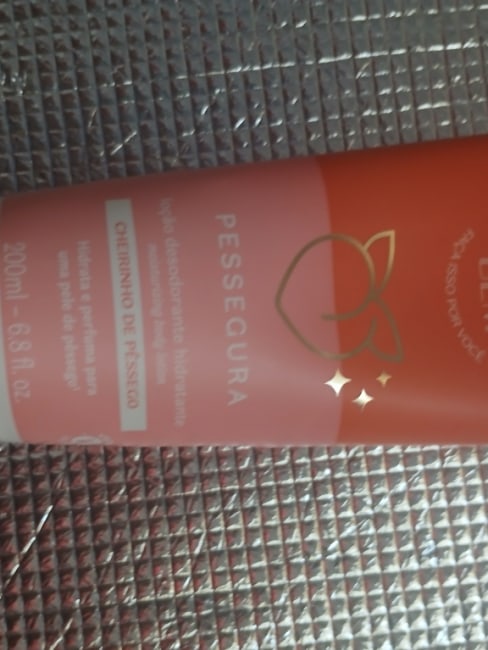 POR ISSO POR VOCÊ
PESSEGURA
loção desodorante hidratante
moisturizing body lotion
CHEIRINHO DE PÊSSEGO
Hidrata e perfuma para
uma pele de pêssego!
200ml - 6.8 fl. oz.